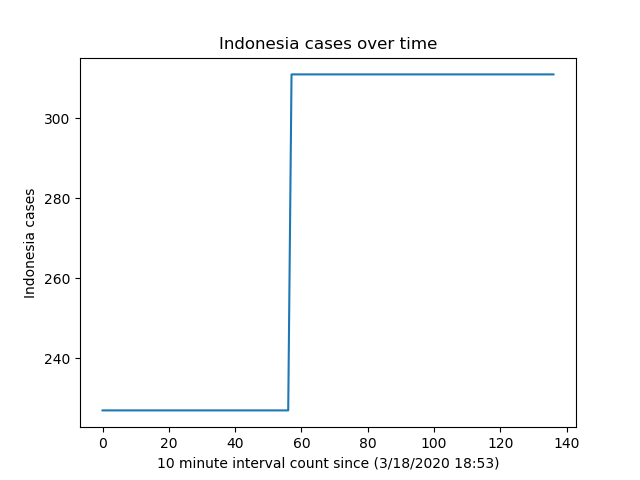 Indonesia cases over time
300
280
260
240
Indonesia cases
0 20 40 60 80 100 120 140
10 minute interval count since (3/18/2020 18:53)